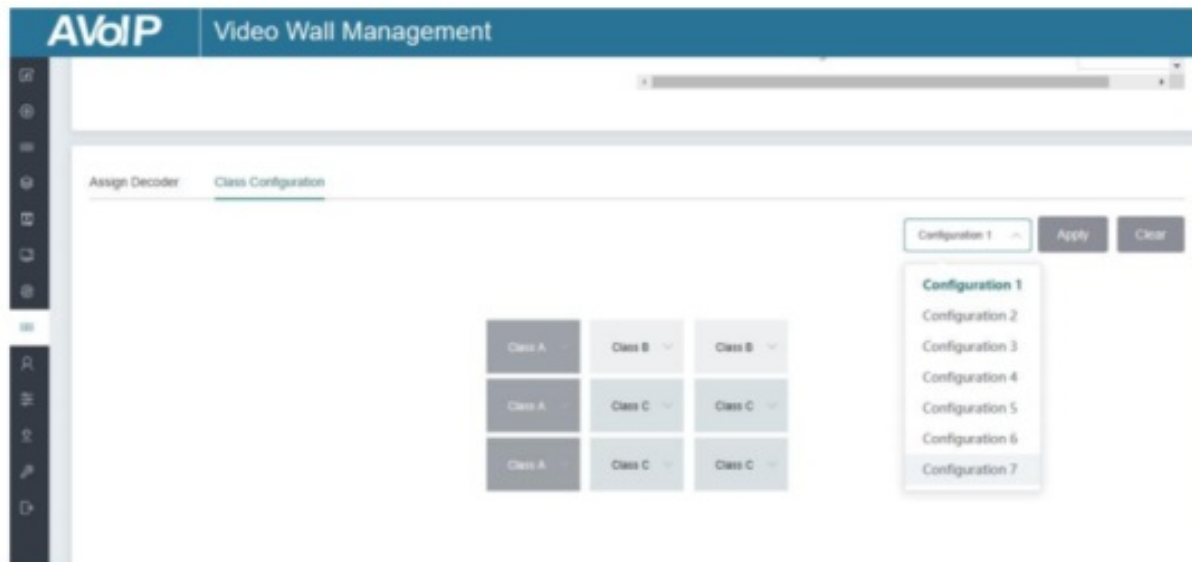 AVoIP Video Wall Management
Assign Decoder Class Configuration
Configuration 1 Apply Clear
Configuration 1
Configuration 2
Configuration 3
Configuration 4
Configuration 5
Configuration 6
Configuration 7
Class A Class B Class B
Class A Class C Class C
Class A Class C Class C